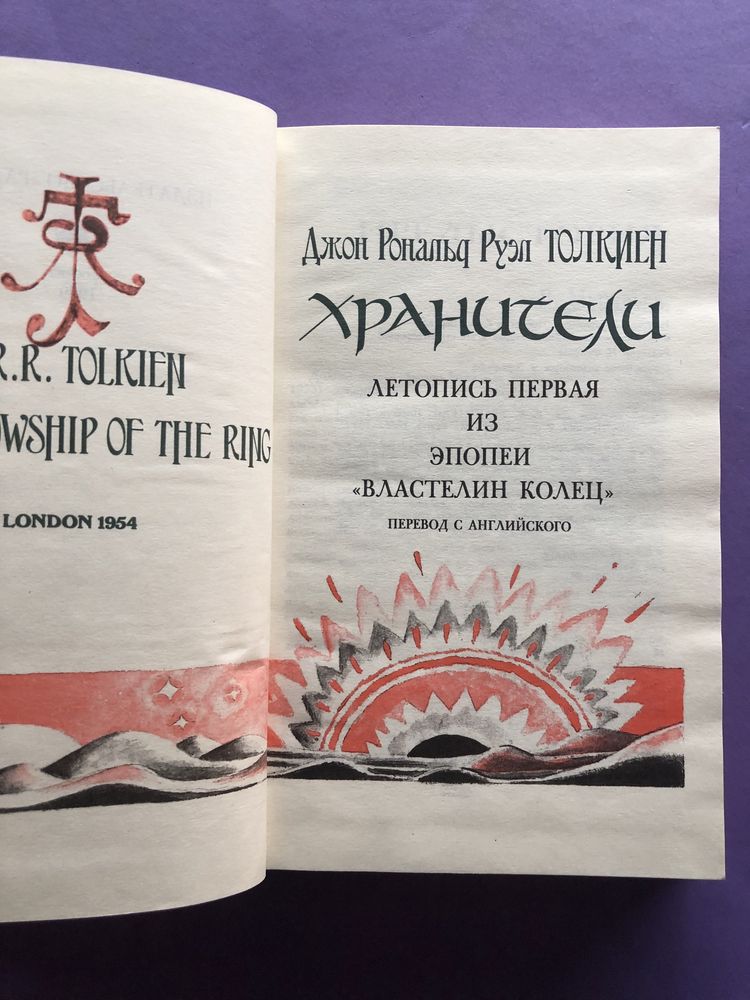 R.R. TOLKIEN
OWSHIP OF THE RING
LONDON 1954
Джон Рональд Руэл ТОЛКИЕН
ХРАНИТЕЛИ
ЛЕТОПИСЬ ПЕРВАЯ
ИЗ
ЭПОПЕИ
«ВЛАСТЕЛИН КОЛЕЦ»
ПЕРЕВОД С АНГЛИЙСКОГО